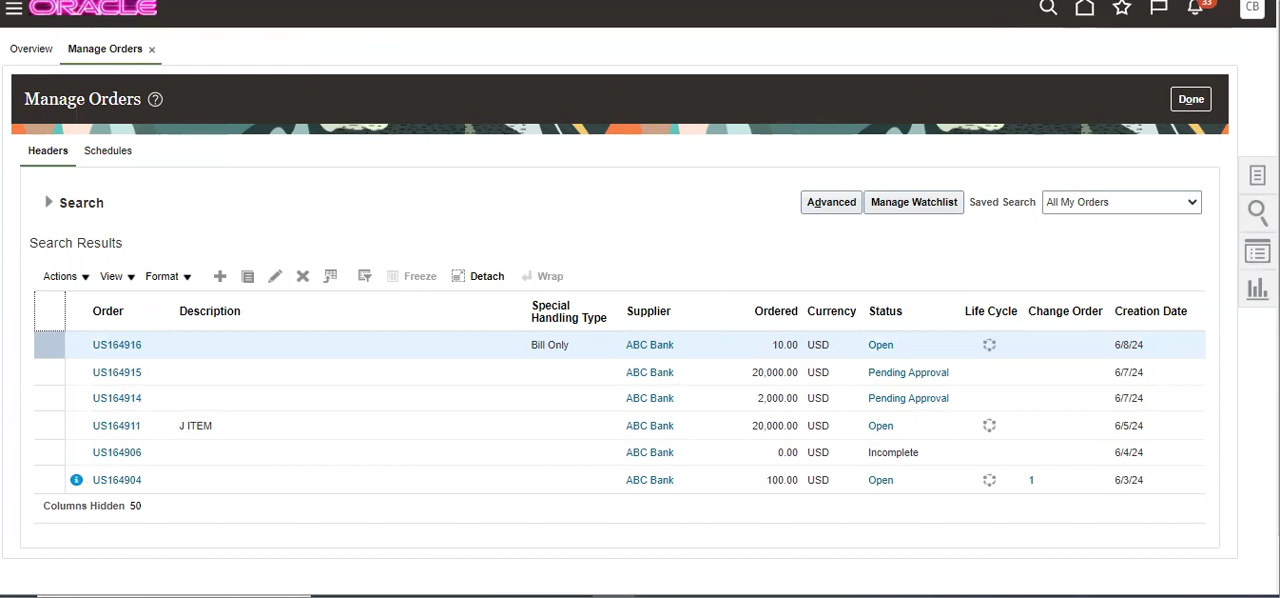 ORACLE 33 CB
Overview Manage Orders ×
Manage Orders ? Done
Headers Schedules
Search Advanced Manage Watchlist Saved Search All My Orders
Search Results
Actions View Format Freeze Detach Wrap
Order Description Special Handling Type Supplier Ordered Currency Status Life Cycle Change Order Creation Date
US164916 Bill Only ABC Bank 10.00 USD Open 6/8/24
US164915 ABC Bank 20,000.00 USD Pending Approval 6/7/24
US164914 ABC Bank 2,000.00 USD Pending Approval 6/7/24
US164911 J ITEM ABC Bank 20,000.00 USD Open 6/5/24
US164906 ABC Bank 0.00 USD Incomplete 6/4/24
US164904 ABC Bank 100.00 USD Open 1 6/3/24
Columns Hidden 50